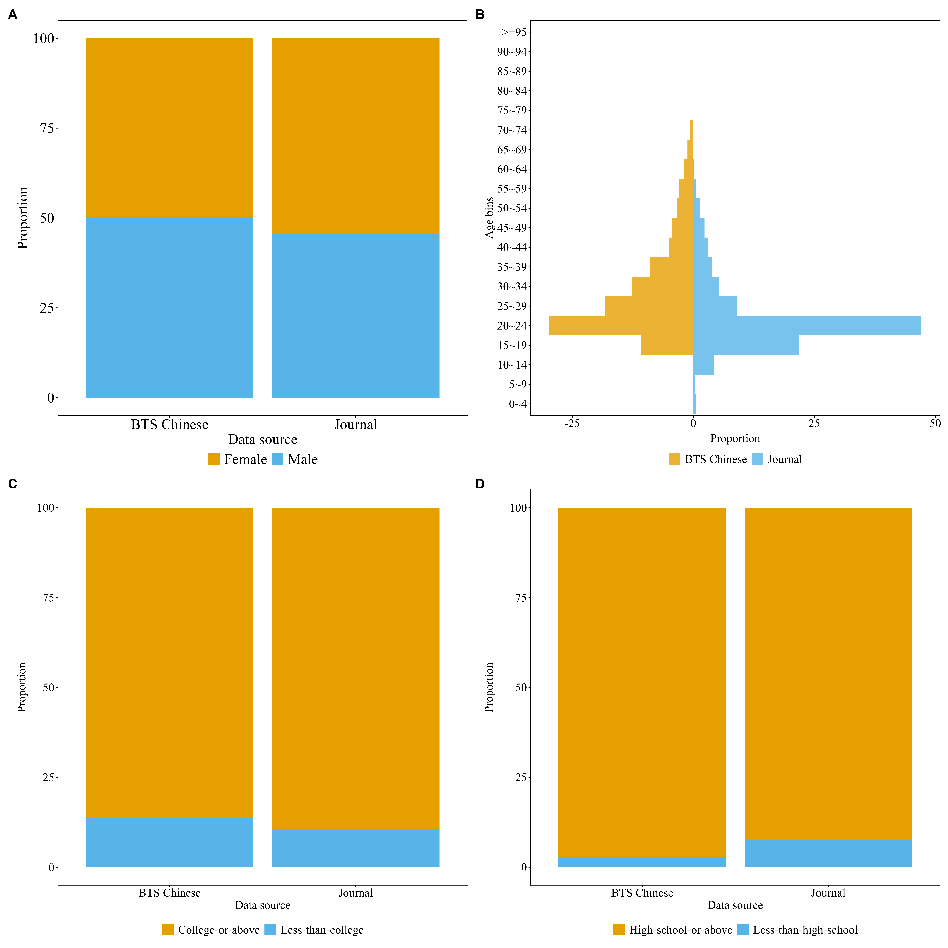 A
100
75
50
25
0
Proportion
BTS Chinese
Journal
Data source
Female Male
B
>=95
90~94
85~89
80~84
75~79
70~74
65~69
60~64
55~59
50~54
45~49
40~44
35~39
30~34
25~29
20~24
15~19
10~14
5~9
0~4
Age bins
-25
0
25
50
Proportion
BTS Chinese Journal
C
100
75
50
25
0
Proportion
BTS Chinese
Journal
Data source
College-or-above Less-than-college
D
100
75
50
25
0
Proportion
BTS Chinese
Journal
Data source
High-school-or-above Less-than-high-school